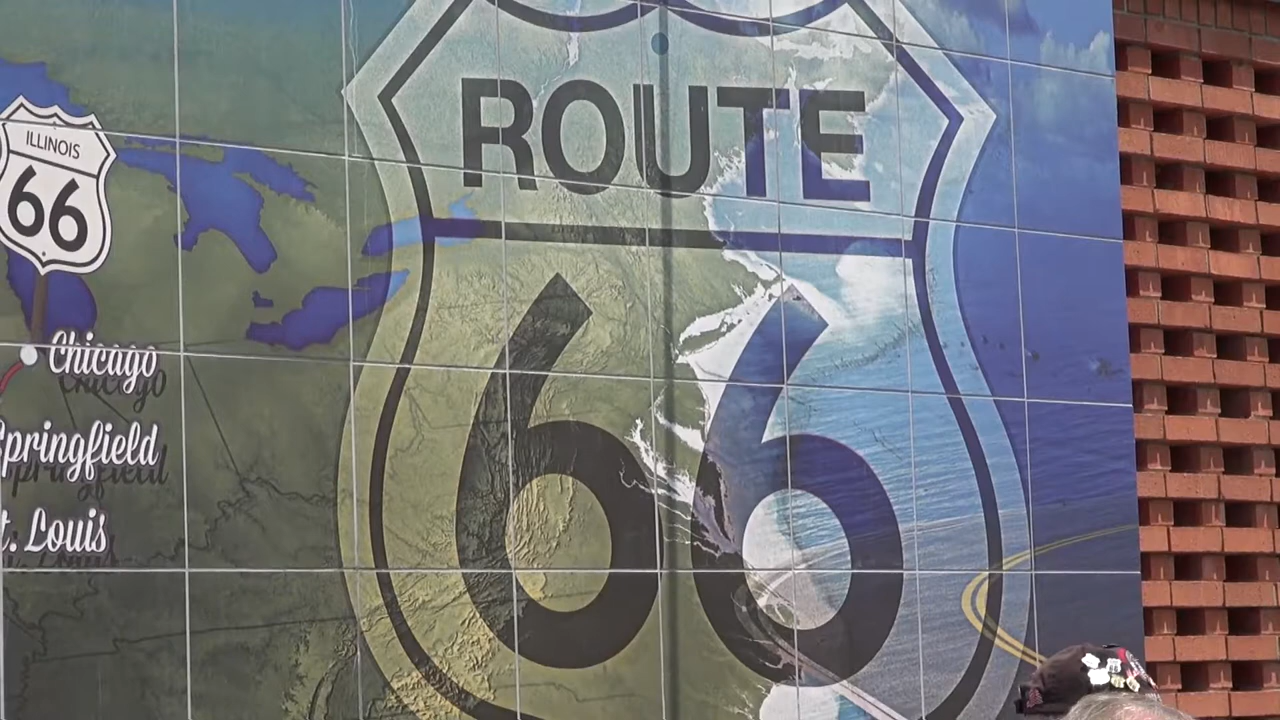 ROUTE
66
ILLINOIS
66
Chicago
Springfield
t. Louis